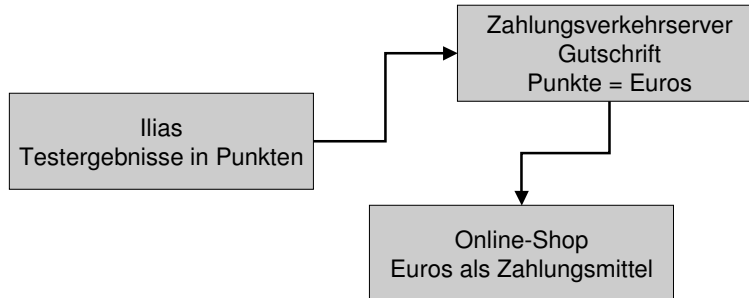 Zahlungsverkehrserver
Gutschrift
Punkte = Euros
Ilias
Testergebnisse in Punkten
Online-Shop
Euros als Zahlungsmittel